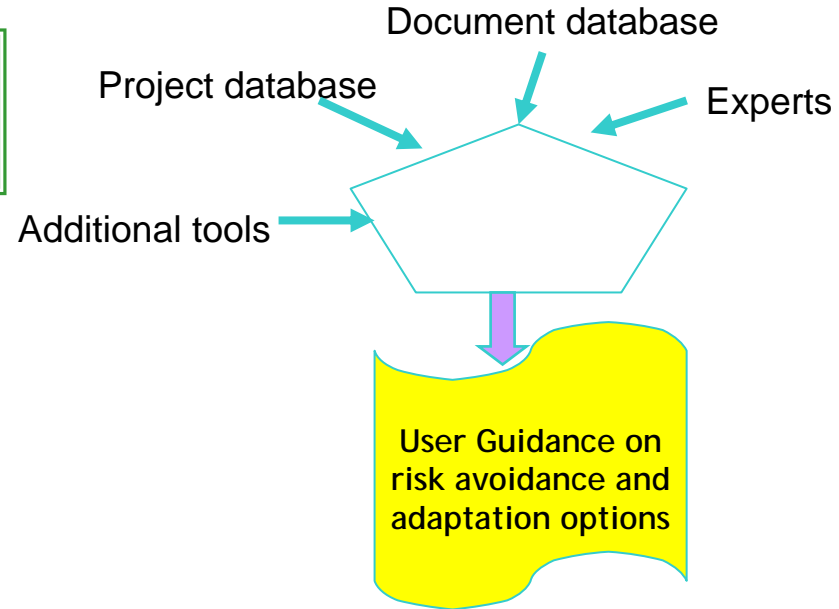 Document database
Project database
Experts
Additional tools
User Guidance on
risk avoidance and
adaptation options